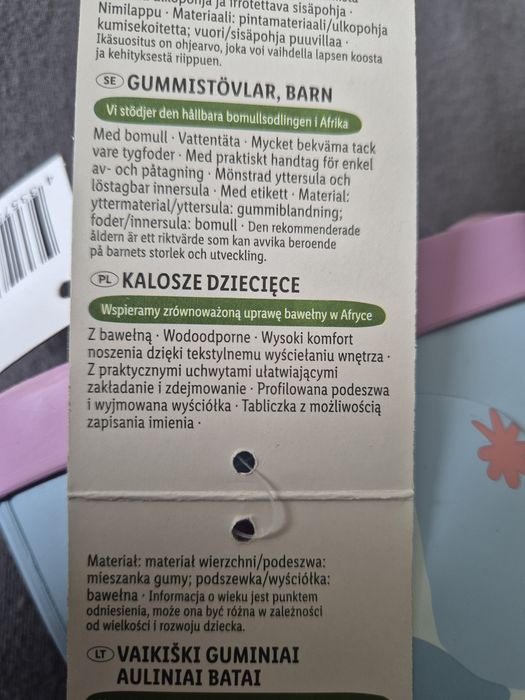 Nimilappu · Materiaali: pintamateriaali/ulkopohja
kumisekoitetta; vuori/sisäpohja puuvillaa ·
Ikäsuositus on ohjearvo, joka voi vaihdella lapsen koosta
ja kehityksestä riippuen.
SE GUMMISTÖVLAR, BARN
Vi stödjer den hållbara bomullsodlingen i Afrika
Med bomull · Vattentäta · Mycket bekväma tack
vare tygfoder · Med praktiskt handtag för enkel
av- och påtagning · Mönstrad yttersula och
löstagbar innersula · Med etikett · Material:
yttermaterial/yttersula: gummiblandning;
foder/innersula: bomull · Den rekommenderade
åldern är ett riktvärde som kan avvika beroende
på barnets storlek och utveckling.
PL KALOSZE DZIECIĘCE
Wspieramy zrównoważoną uprawę bawełny w Afryce
Z bawełną · Wodoodporne · Wysoki komfort
noszenia dzięki tekstylnemu wyściełaniu wnętrza ·
Z praktycznymi uchwytami ułatwiającymi
zakładanie i zdejmowanie · Profilowana podeszwa
i wyjmowana wyściółka · Tabliczka z możliwością
zapisania imienia ·
Materiał: materiał wierzchni/podeszwa:
mieszanka gumy; podszewka/wyściółka:
bawełna · Informacja o wieku jest punktem
odniesienia, może ona być różna w zależności
od wielkości i rozwoju dziecka.
LT VAIKIŠKI GUMINIAI
AULINIAI BATAI